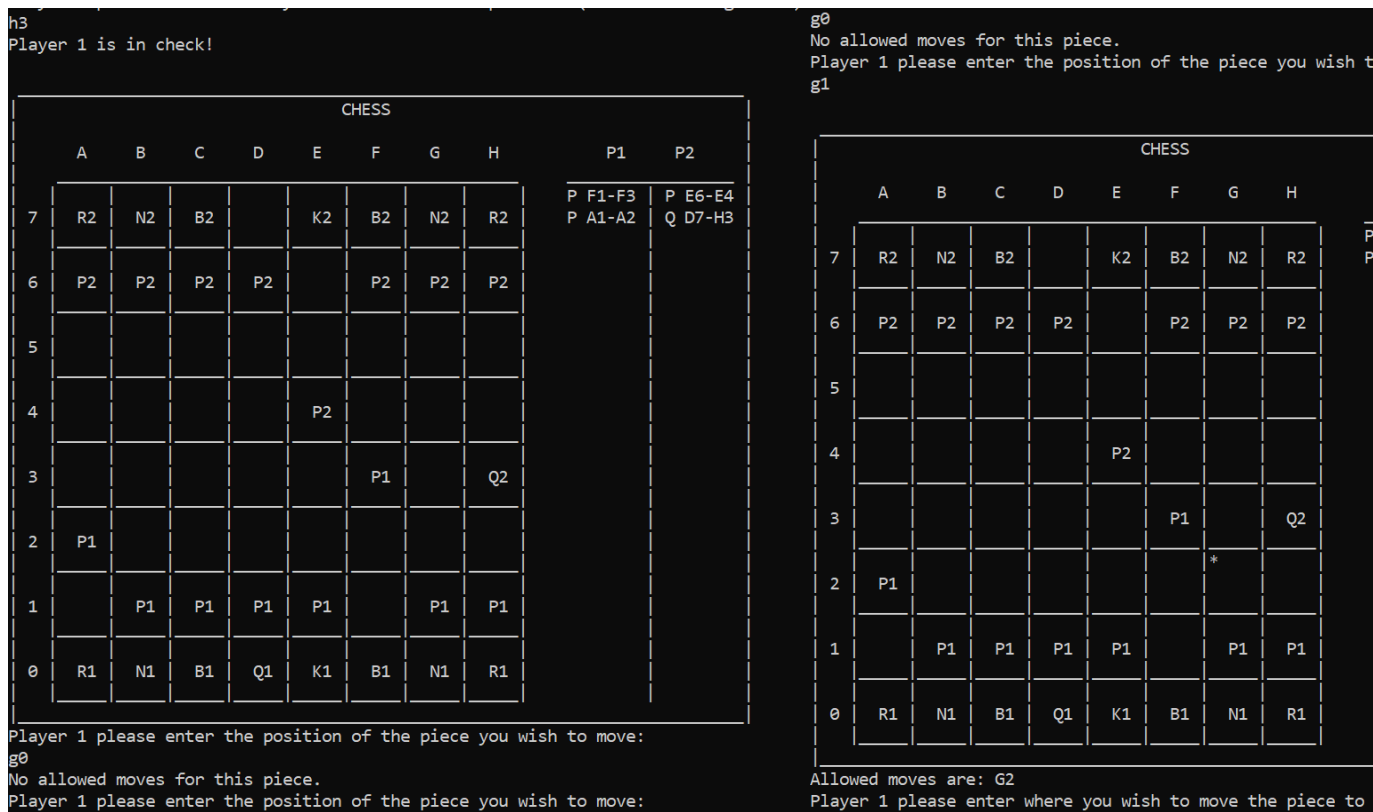 h3
Player 1 is in check!
CHESS
A B C D E F G H P1 P2
P F1-F3 P E6-E4
7 R2 N2 B2 K2 B2 N2 R2 P A1-A2 Q D7-H3
6 P2 P2 P2 P2 P2 P2 P2
5
4 P2
3 P1 Q2
2 P1
1 P1 P1 P1 P1 P1 P1
0 R1 N1 B1 Q1 K1 B1 N1 R1
Player 1 please enter the position of the piece you wish to move:
g0
No allowed moves for this piece.
Player 1 please enter the position of the piece you wish to move:
g0
No allowed moves for this piece.
Player 1 please enter the position of the piece you wish t
g1
CHESS
A B C D E F G H
P
7 R2 N2 B2 K2 B2 N2 R2 P
6 P2 P2 P2 P2 P2 P2 P2
5
4 P2
3 P1 Q2
*
2 P1
1 P1 P1 P1 P1 P1 P1
0 R1 N1 B1 Q1 K1 B1 N1 R1
Allowed moves are: G2
Player 1 please enter where you wish to move the piece to